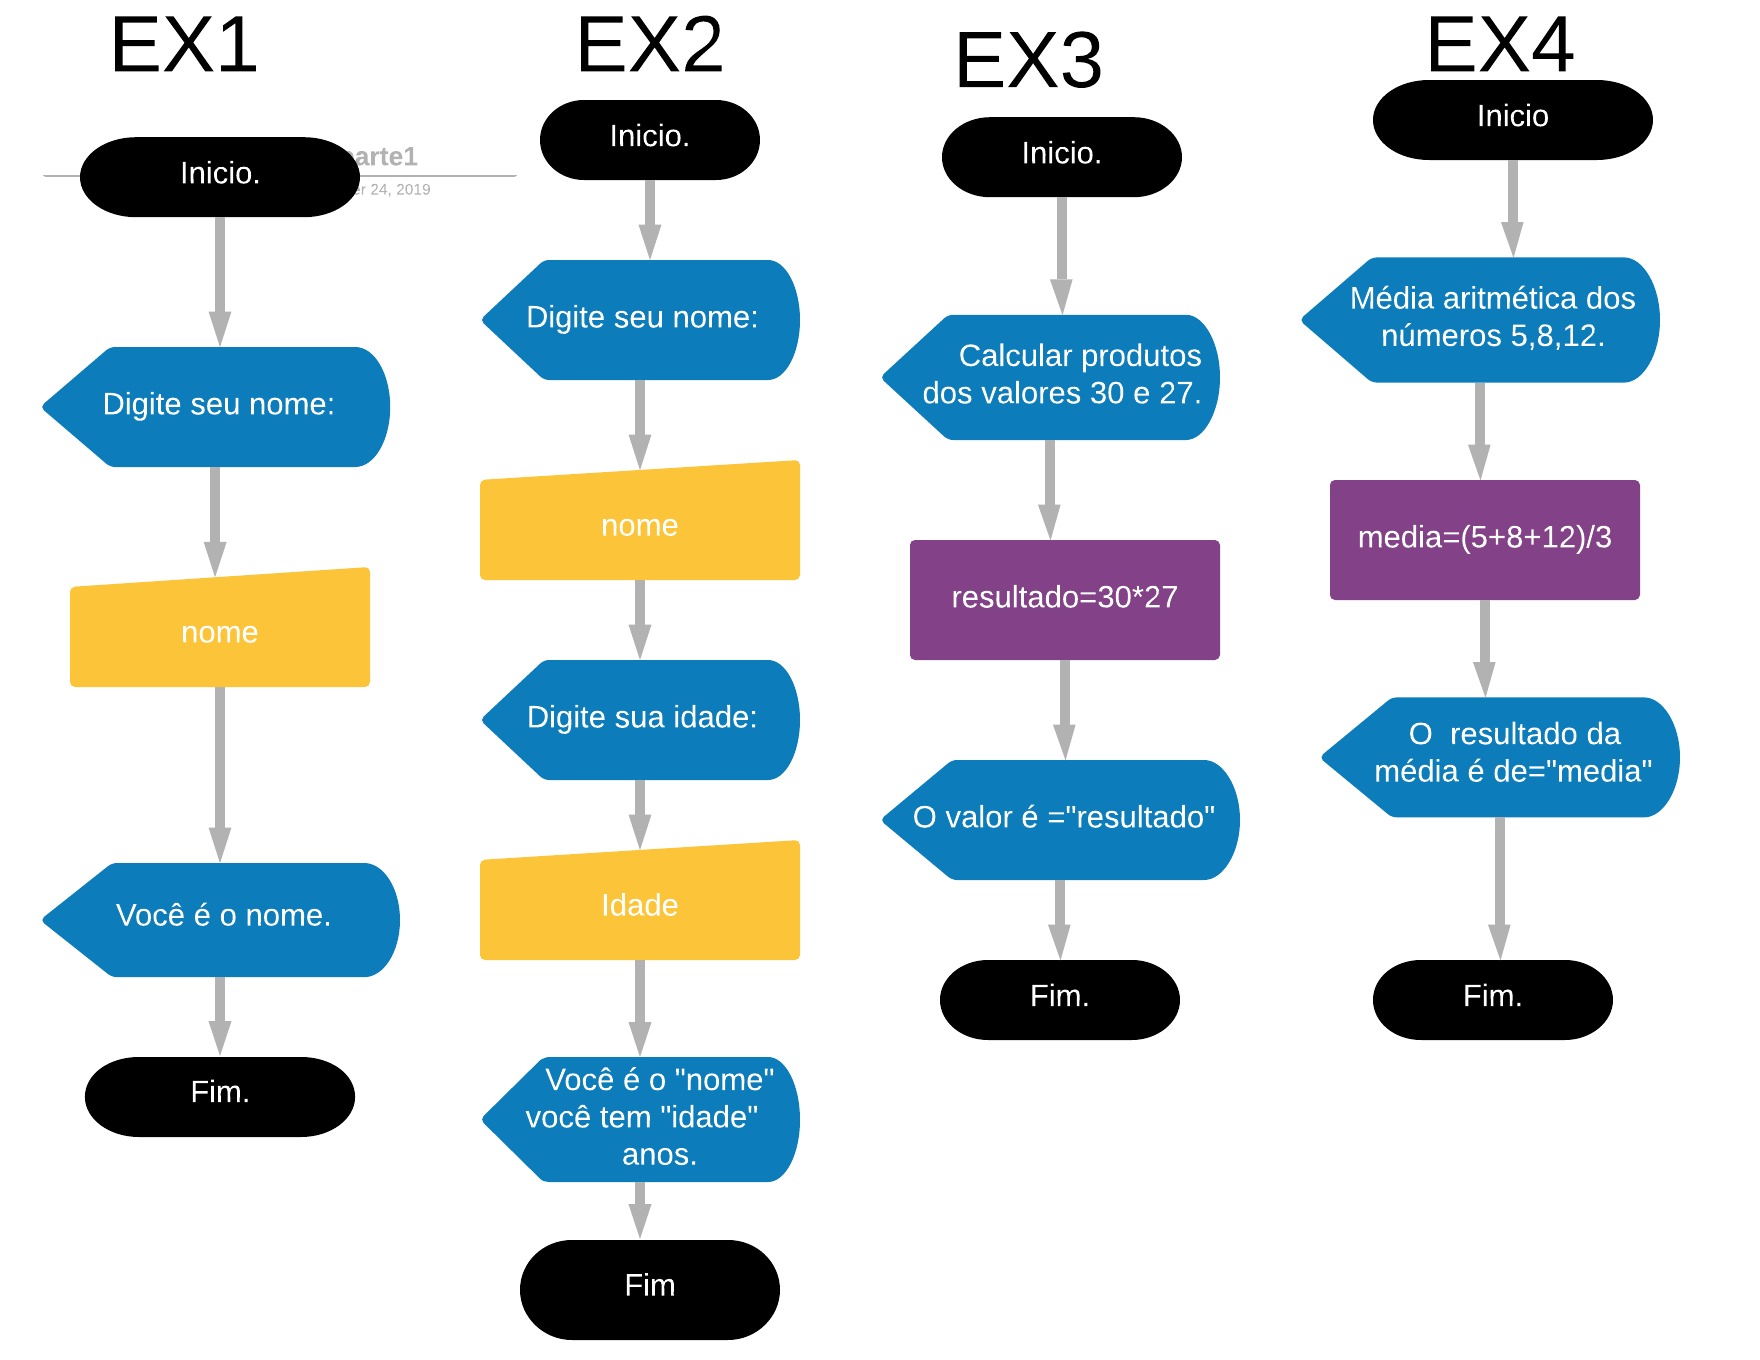 EX1
Inicio.
24, 2019
Digite seu nome:
nome
Você é o nome.
Fim.
EX2
Inicio.
Digite seu nome:
nome
Digite sua idade:
Idade
Você é o "nome"
você tem "idade"
anos.
Fim
EX3
Inicio.
Calcular produtos
dos valores 30 e 27.
resultado=30*27
O valor é ="resultado"
Fim.
EX4
Inicio
Média aritmética dos
números 5,8,12.
media=(5+8+12)/3
O  resultado da
média é de="media"
Fim.